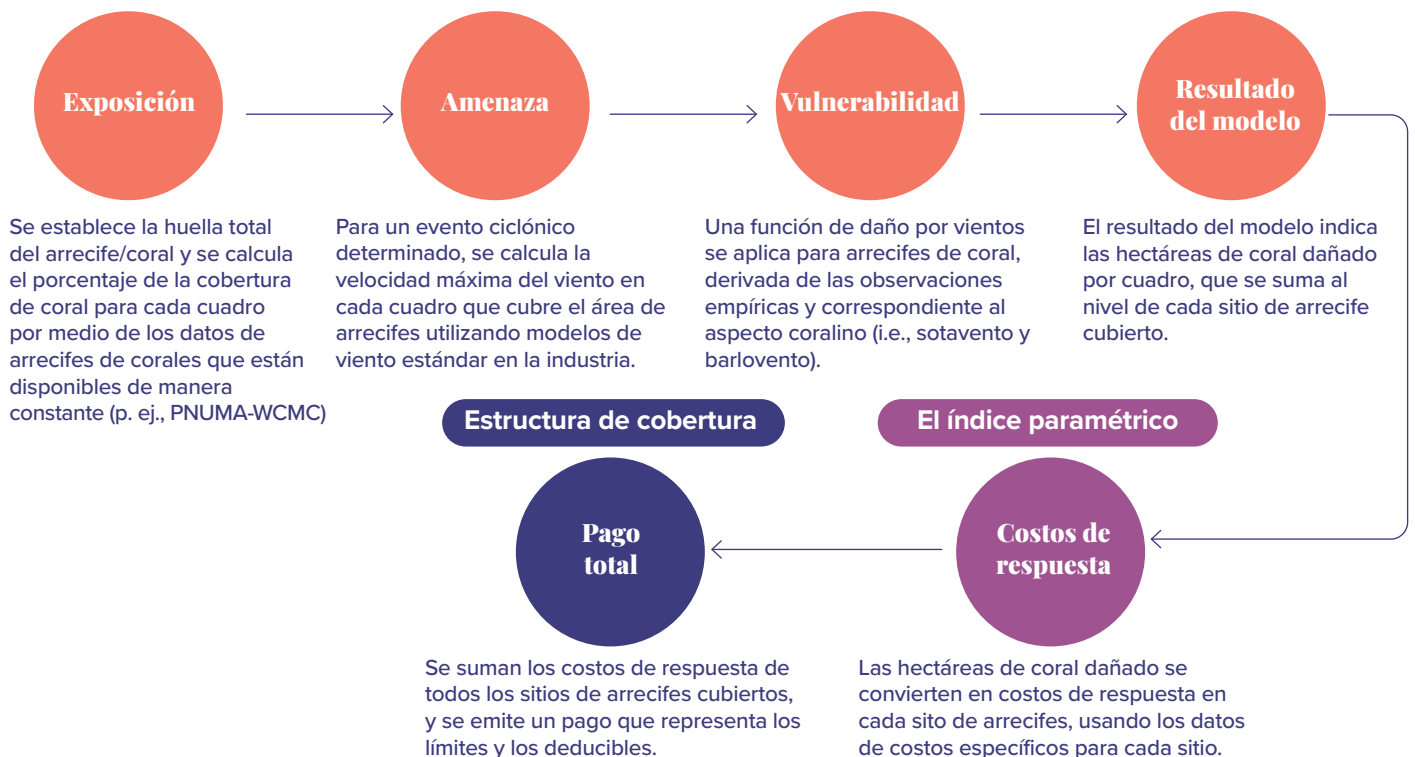 Exposición
Se establece la huella total
del arrecife/coral y se calcula
el porcentaje de la cobertura
de coral para cada cuadro
por medio de los datos de
arrecifes de corales que están
disponibles de manera
constante (p. ej., PNUMA-WCMC)
Amenaza
Para un evento ciclónico
determinado, se calcula la
velocidad máxima del viento en
cada cuadro que cubre el área de
arrecifes utilizando modelos de
viento estándar en la industria.
Vulnerabilidad
Una función de daño por vientos
se aplica para arrecifes de coral,
derivada de las observaciones
empíricas y correspondiente al
aspecto coralino (i.e., sotavento y
barlovento).
Resultado
del modelo
El resultado del modelo indica
las hectáreas de coral dañado
por cuadro, que se suma al
nivel de cada sitio de arrecife
cubierto.
El índice paramétrico
Costos de
respuesta
Las hectáreas de coral dañado se
convierten en costos de respuesta en
cada sito de arrecifes, usando los datos
de costos específicos para cada sitio.
Estructura de cobertura
Pago
total
Se suman los costos de respuesta de
todos los sitios de arrecifes cubiertos,
y se emite un pago que representa los
límites y los deducibles.